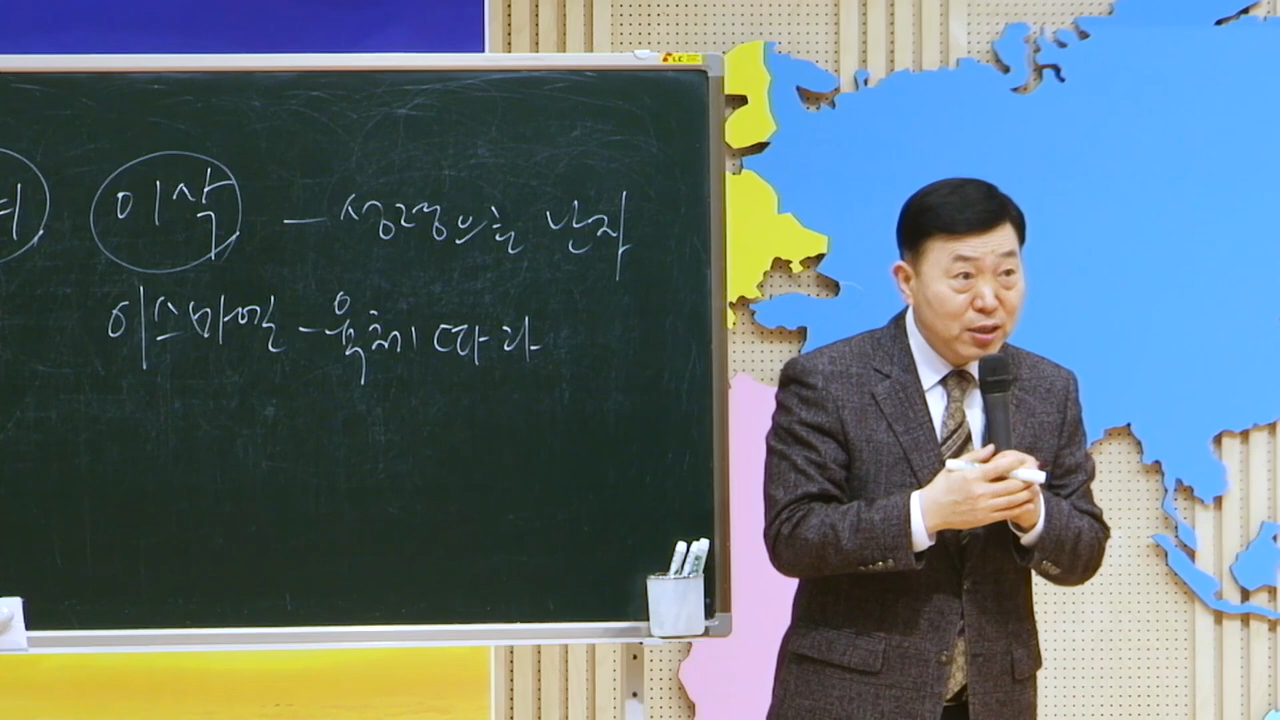 이삭 - 성령으로 난자
이스마엘 - 육체 따라